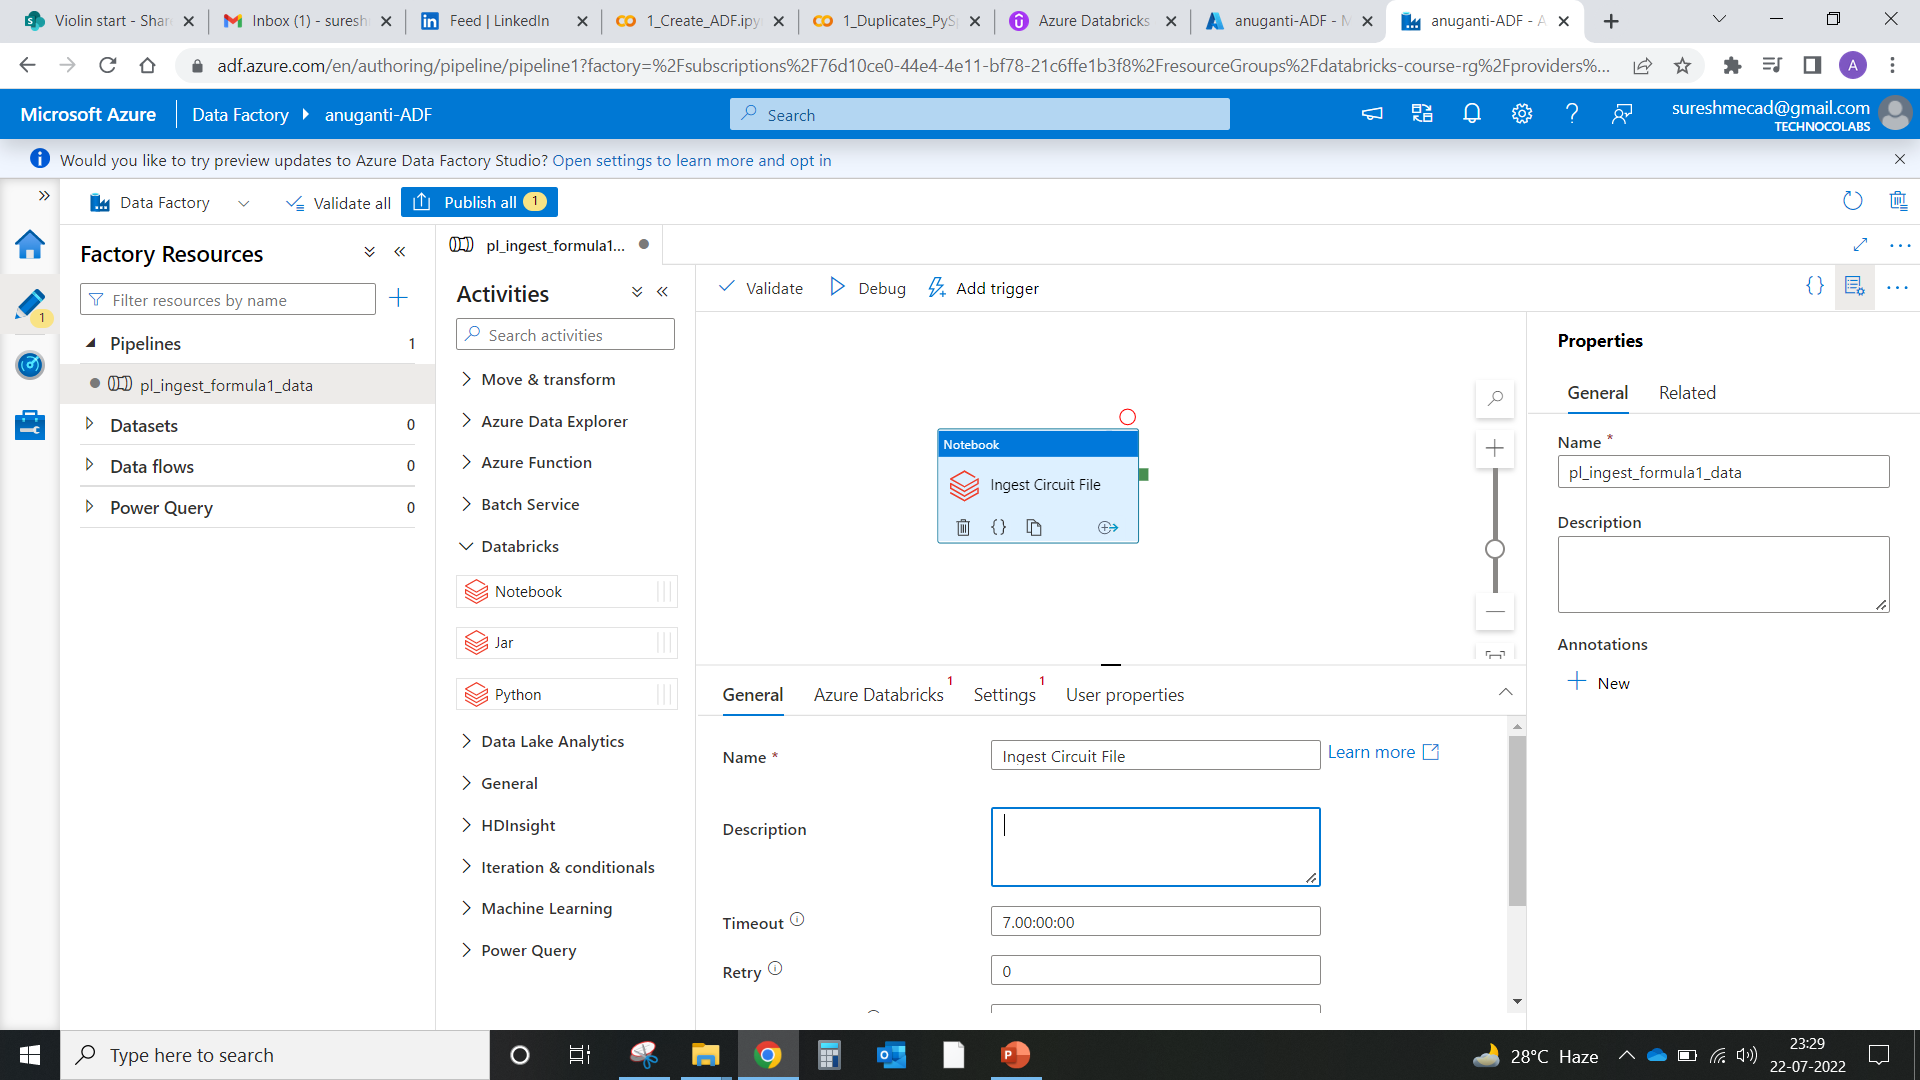 Violin start - Share
Inbox (1) - suresh
Feed | LinkedIn
1_Create_ADF.ipy
1_Duplicates_PySp
Azure Databricks
anuganti-ADF - M
anuganti-ADF - A
adf.azure.com/en/authoring/pipeline/pipeline1?factory=%2Fsubscriptions%2F76d10ce0-44e4-4e11-bf78-21c6ffe1b3f8%2FresourceGroups%2Fdatabricks-course-rg%2Fproviders%...
A
Microsoft Azure
Data Factory
anuganti-ADF
Search
sureshmecad@gmail.com
TECHNOCOLABS
Would you like to try preview updates to Azure Data Factory Studio? Open settings to learn more and opt in
Data Factory
Validate all
Publish all 1
Factory Resources
Filter resources by name
1
Pipelines 1
pl_ingest_formula1_data
Datasets 0
Data flows 0
Power Query 0
pl_ingest_formula1...
Activities
Search activities
Move & transform
Azure Data Explorer
Azure Function
Batch Service
Databricks
Notebook
Jar
Python
Data Lake Analytics
General
HDInsight
Iteration & conditionals
Machine Learning
Power Query
Validate
Debug
Add trigger
Notebook
Ingest Circuit File
General
Azure Databricks 1
Settings 1
User properties
Name *
Ingest Circuit File
Learn more
Description
Timeout
7.00:00:00
Retry
0
Properties
General
Related
Name *
pl_ingest_formula1_data
Description
Annotations
New
Type here to search
28°C Haze
23:29
22-07-2022